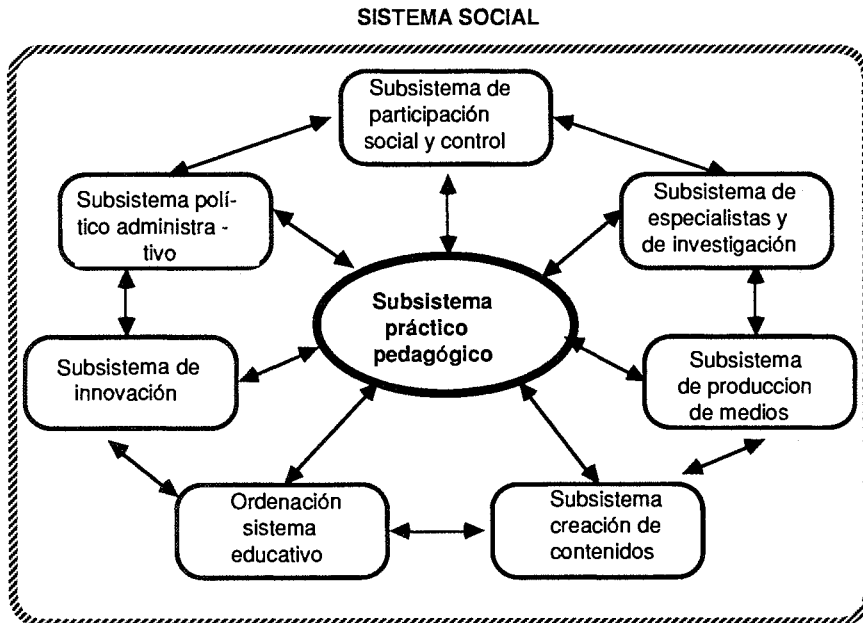 SISTEMA SOCIAL
Subsistema de
participación
social y control
Subsistema polí-
tico administra -
tivo
Subsistema de
especialistas y
de investigación
Subsistema
práctico
pedagógico
Subsistema de
innovación
Subsistema
de produccion
de medios
Ordenación
sistema
educativo
Subsistema
creación de
contenidos